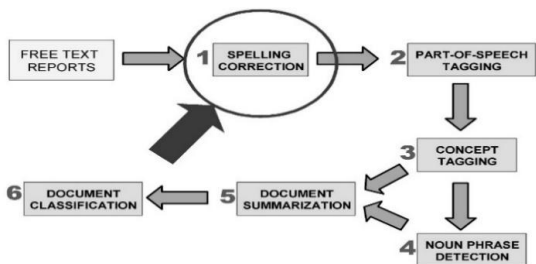 FREE TEXT
REPORTS
1 SPELLING
CORRECTION
2 PART-OF-SPEECH
TAGGING
3 CONCEPT
TAGGING
4 NOUN PHRASE
DETECTION
5 DOCUMENT
SUMMARIZATION
6 DOCUMENT
CLASSIFICATION